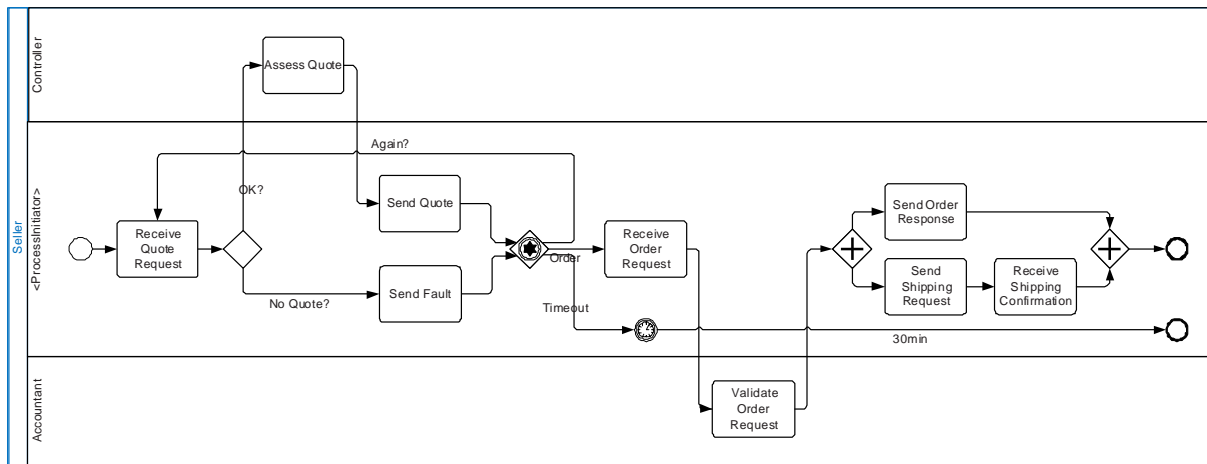 Seller
Controller
Assess Quote
<ProcessInitiator>
Again?
OK?
Receive
Quote
Request
No Quote?
Send Quote
Send Fault
Order
Timeout
Receive
Order
Request
30min
Send Order
Response
Send
Shipping
Request
Receive
Shipping
Confirmation
Accountant
Validate
Order
Request